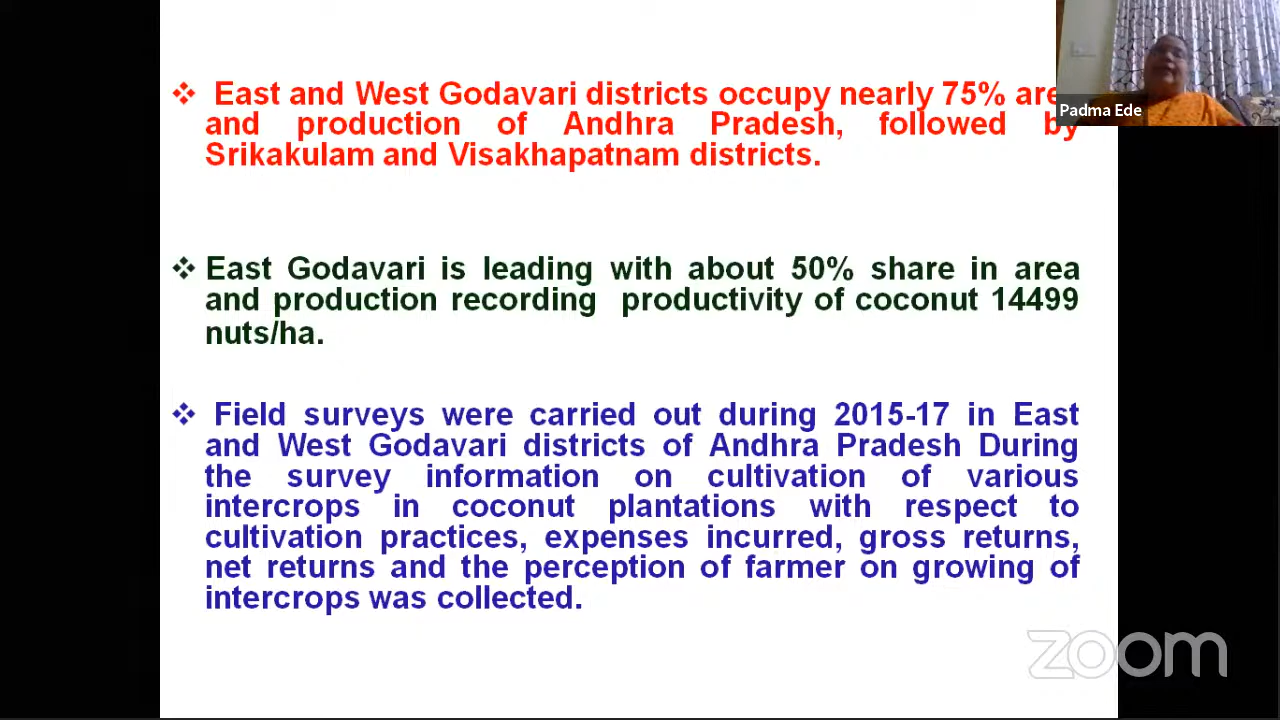 ❖ East and West Godavari districts occupy nearly 75% are
and production of Andhra Pradesh, followed by
Srikakulam and Visakhapatnam districts.
❖ East Godavari is leading with about 50% share in area
and production recording productivity of coconut 14499
nuts/ha.
❖ Field surveys were carried out during 2015-17 in East
and West Godavari districts of Andhra Pradesh During
the survey information on cultivation of various
intercrops in coconut plantations with respect to
cultivation practices, expenses incurred, gross returns,
net returns and the perception of farmer on growing of
intercrops was collected.
Padma Ede
zoom